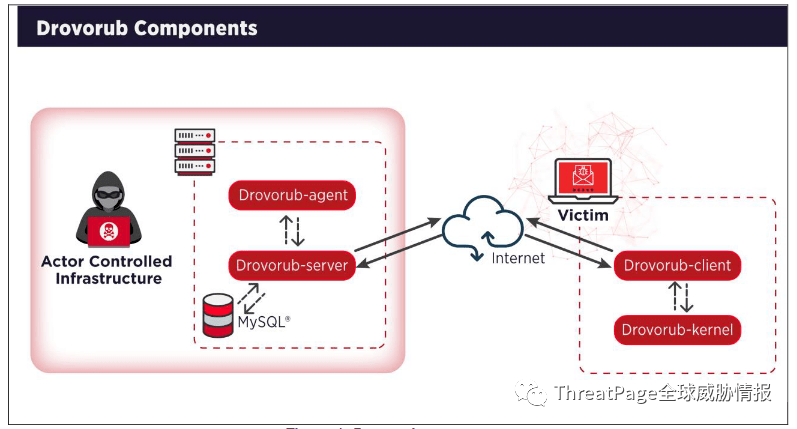 Drovorub Components
Drovorub-agent
Drovorub-server
MySQL®
Actor Controlled
Infrastructure
Internet
Victim
Drovorub-client
Drovorub-kernel
ThreatPage全球威胁情报